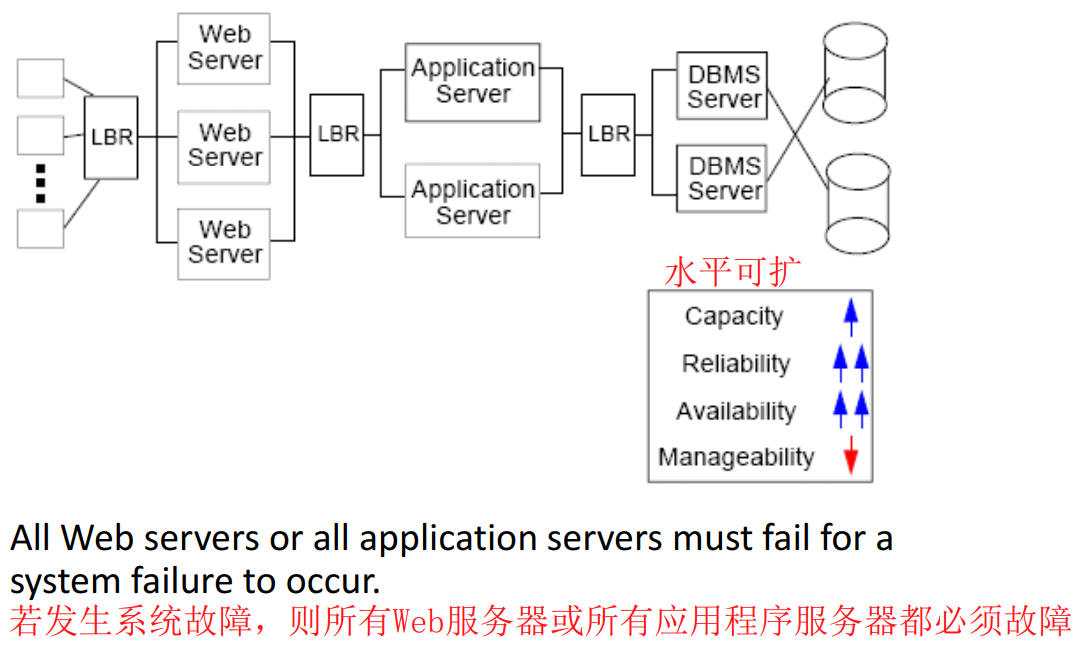 Web
Server
LBR
Web
Server
Web
Server
LBR
Application
Server
Application
Server
LBR
DBMS
Server
DBMS
Server
水平可扩
Capacity
Reliability
Availability
Manageability
All Web servers or all application servers must fail for a
system failure to occur.
若发生系统故障，则所有Web服务器或所有应用程序服务器都必须故障